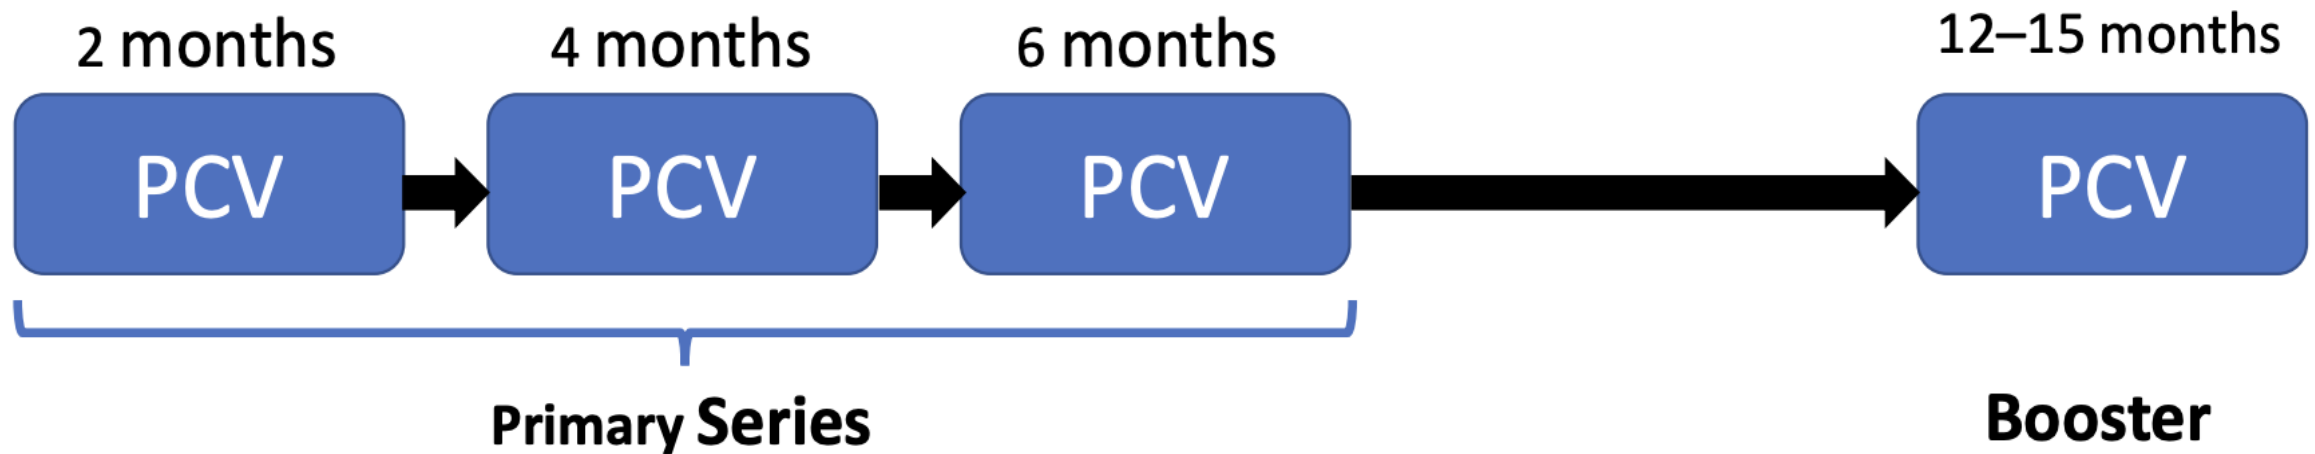 2 months 4 months 6 months 12–15 months
PCV PCV PCV PCV
Primary Series Booster